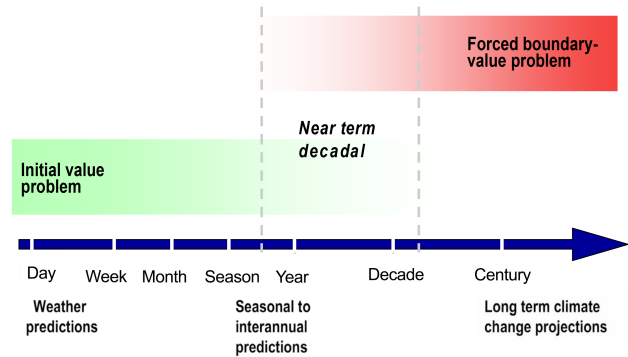 Forced boundary-
value problem
Near term
decadal
Initial value
problem
Day Week Month Season Year Decade Century
Weather
predictions
Seasonal to
interannual
predictions
Long term climate
change projections